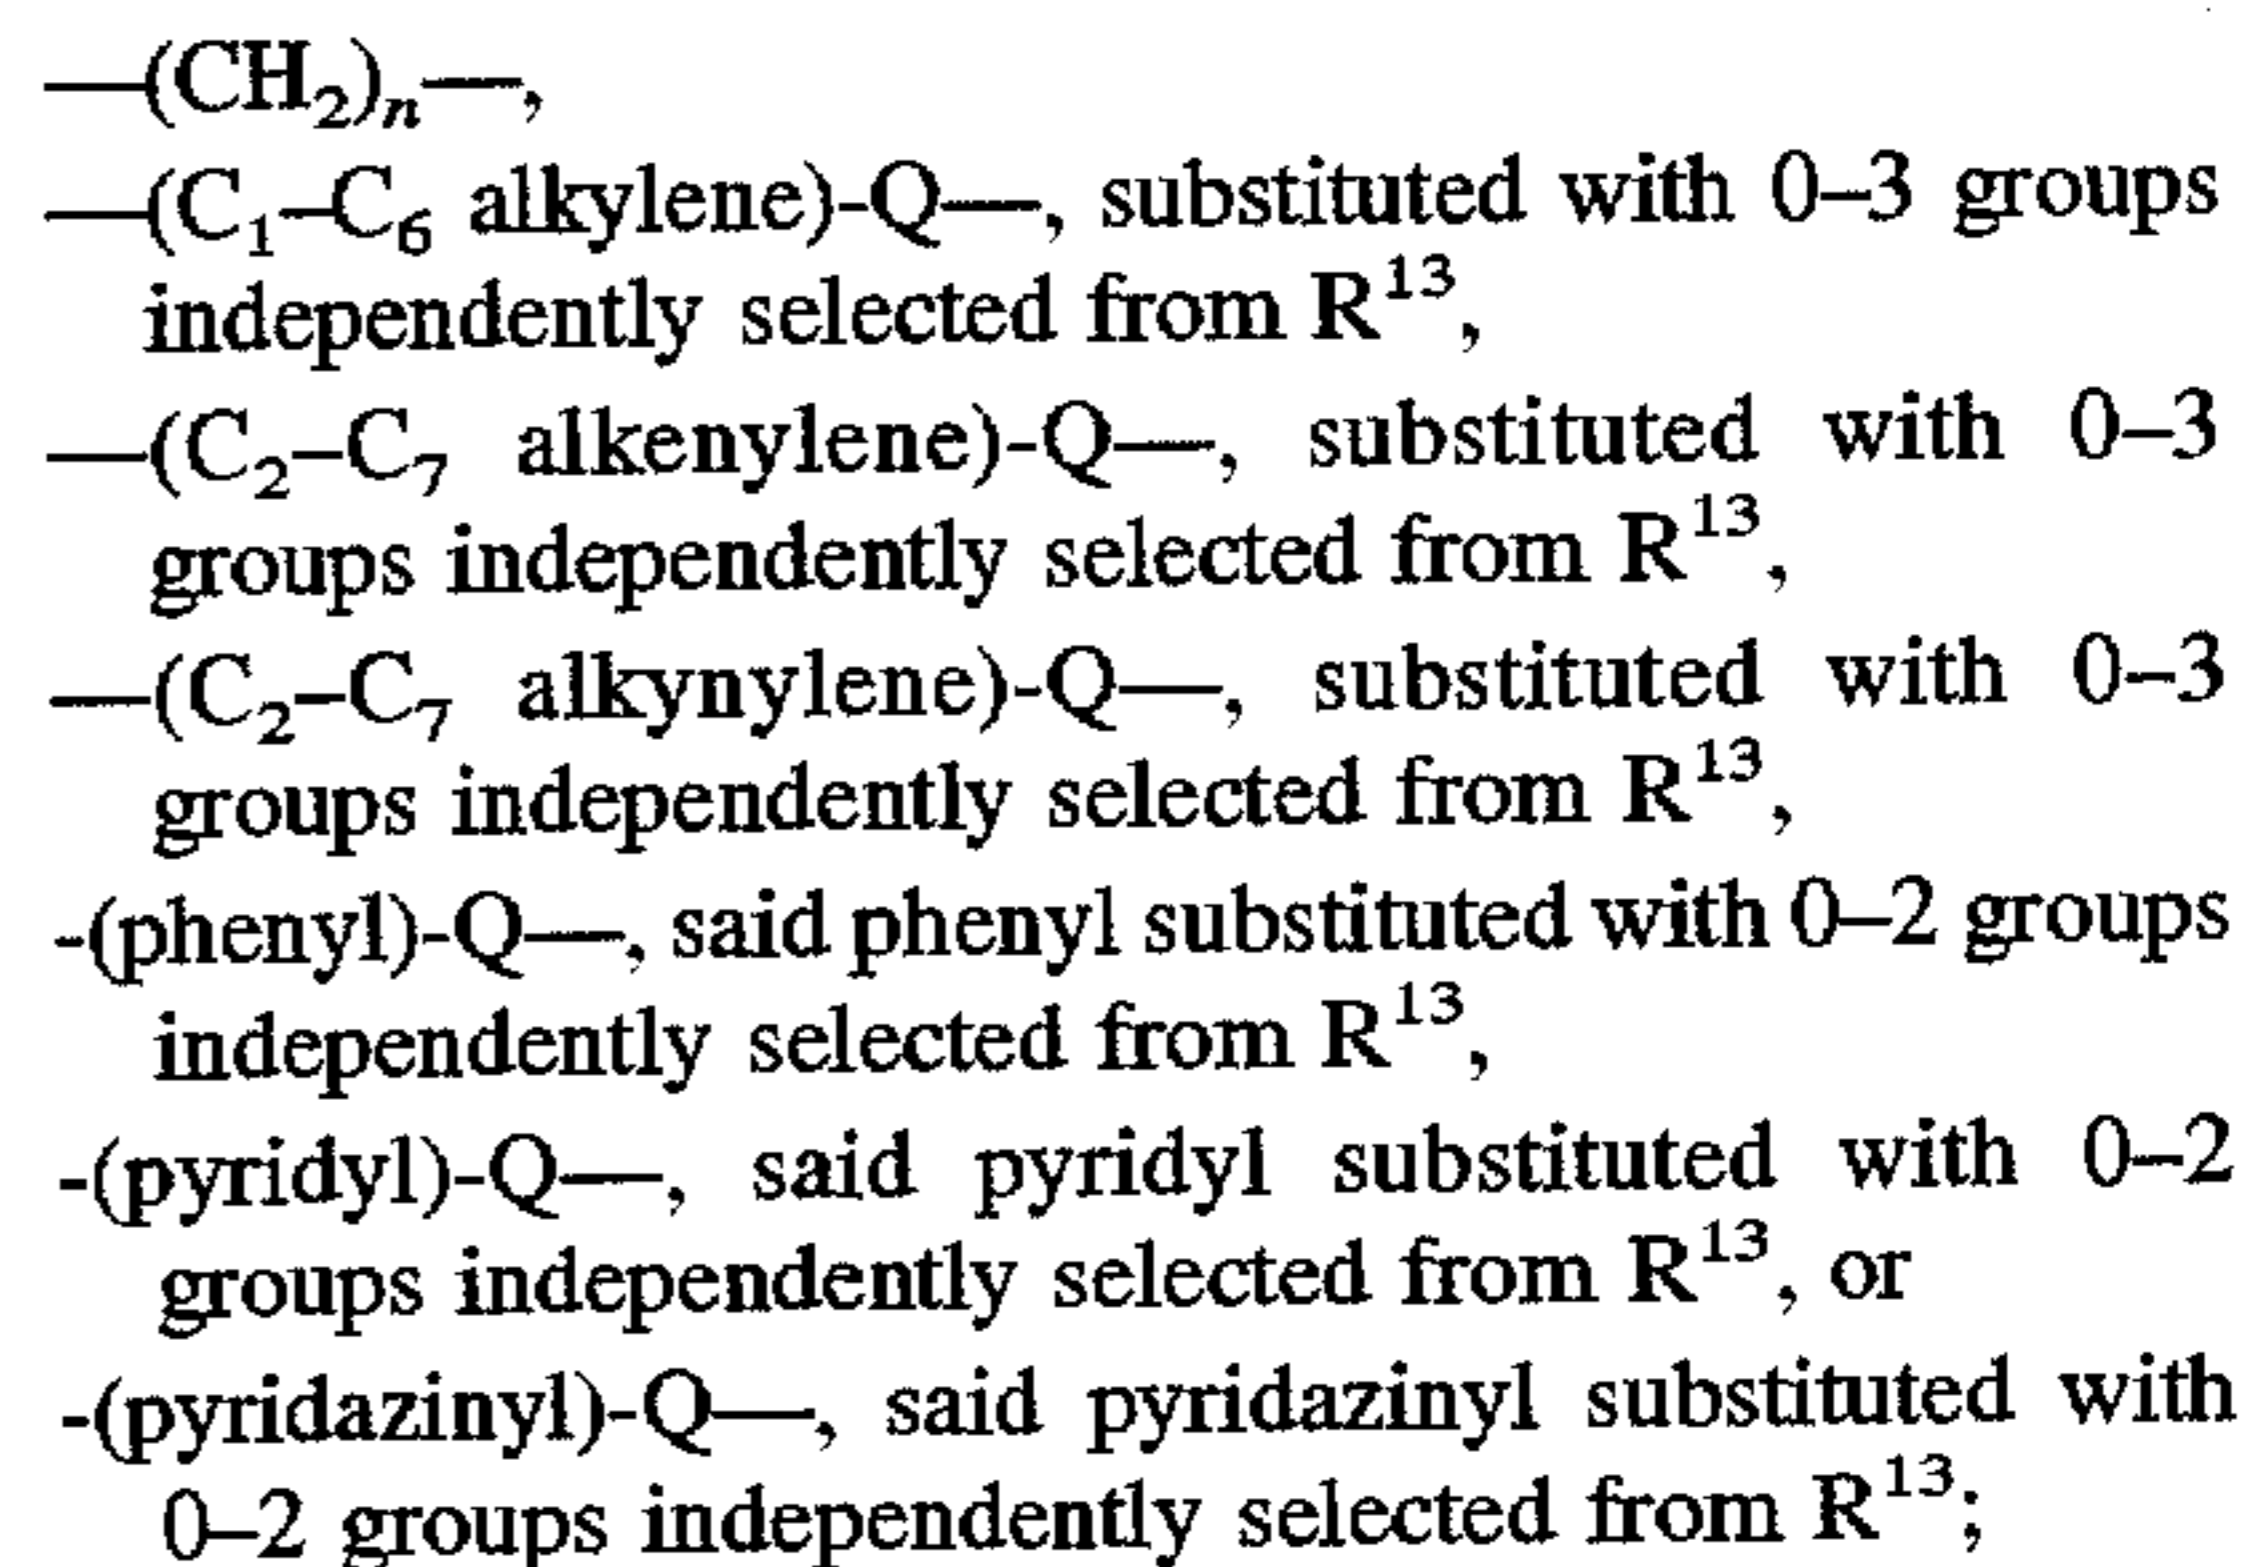 —(CH₂)ₙ—,
—(C₁–C₆ alkylene)-Q—, substituted with 0–3 groups
independently selected from R¹³,
—(C₂–C₇ alkenylene)-Q—, substituted with 0–3
groups independently selected from R¹³,
—(C₂–C₇ alkynylene)-Q—, substituted with 0–3
groups independently selected from R¹³,
-(phenyl)-Q—, said phenyl substituted with 0–2 groups
independently selected from R¹³,
-(pyridyl)-Q—, said pyridyl substituted with 0–2
groups independently selected from R¹³, or
-(pyridazinyl)-Q—, said pyridazinyl substituted with
0–2 groups independently selected from R¹³;